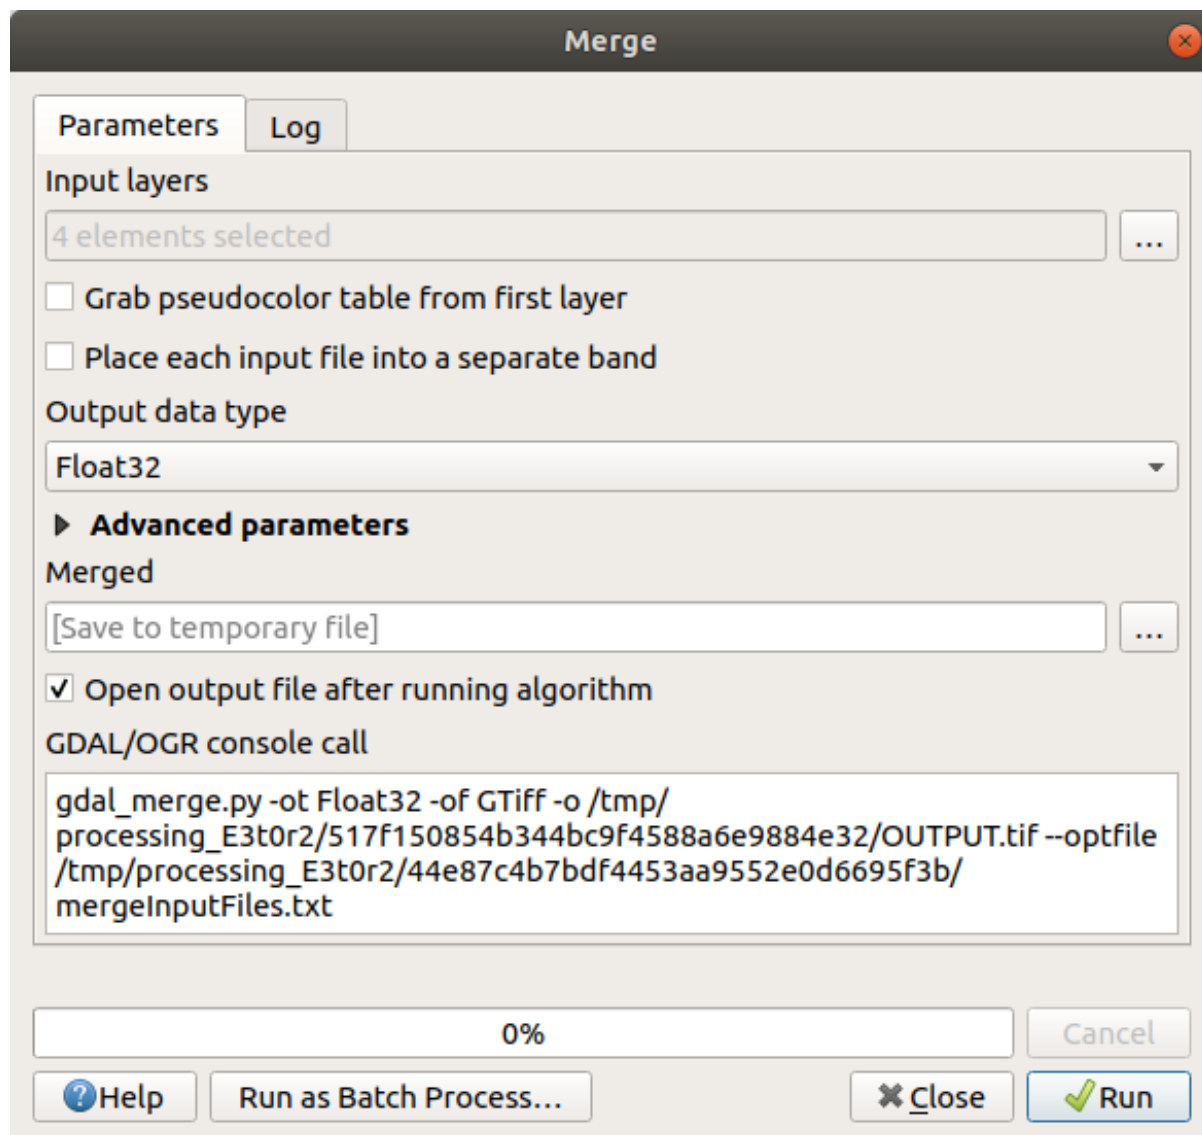 Merge
Parameters
Log
Input layers
4 elements selected
...
Grab pseudocolor table from first layer
Place each input file into a separate band
Output data type
Float32
Advanced parameters
Merged
[Save to temporary file]
...
Open output file after running algorithm
GDAL/OGR console call
gdal_merge.py -ot Float32 -of GTiff -o /tmp/
processing_E3t0r2/517f150854b344bc9f4588a6e9884e32/OUTPUT.tif --optfile
/tmp/processing_E3t0r2/44e87c4b7bdf4453aa9552e0d6695f3b/
mergeInputFiles.txt
0%
Cancel
Help
Run as Batch Process...
Close
Run